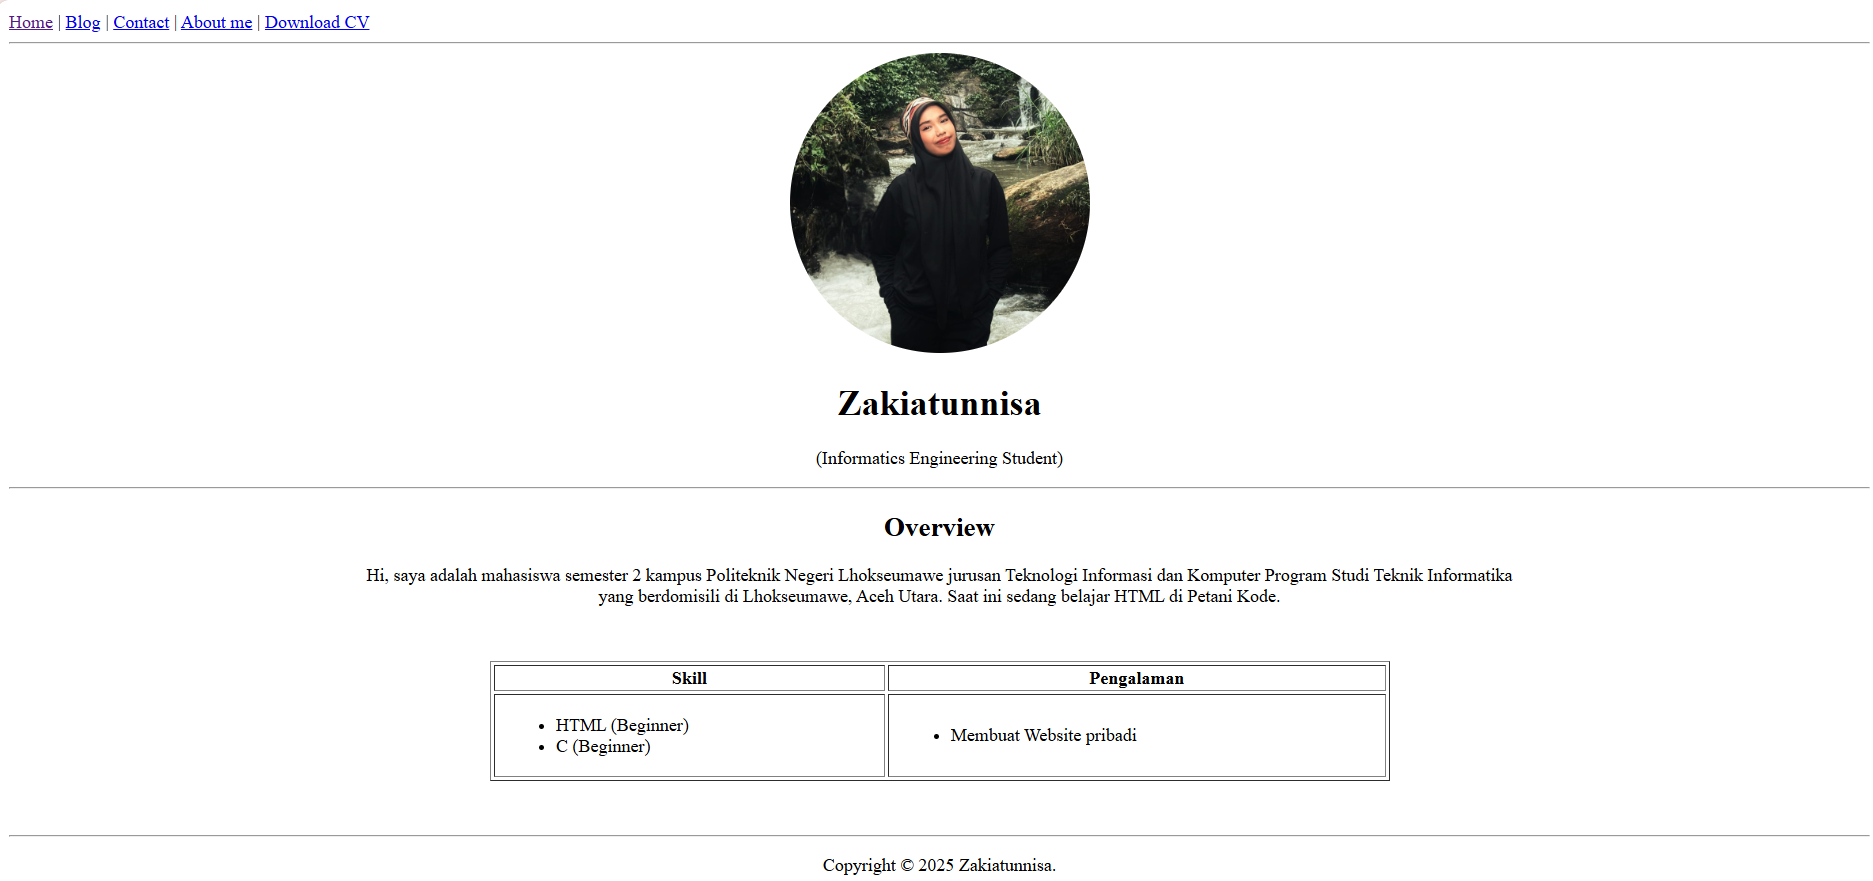 Home | Blog | Contact | About me | Download CV
Zakiatunnisa
(Informatics Engineering Student)
Overview
Hi, saya adalah mahasiswa semester 2 kampus Politeknik Negeri Lhokseumawe jurusan Teknologi Informasi dan Komputer Program Studi Teknik Informatika
yang berdomisili di Lhokseumawe, Aceh Utara. Saat ini sedang belajar HTML di Petani Kode.
Skill
Pengalaman
• HTML (Beginner)
• C (Beginner)
• Membuat Website pribadi
Copyright © 2025 Zakiatunnisa.